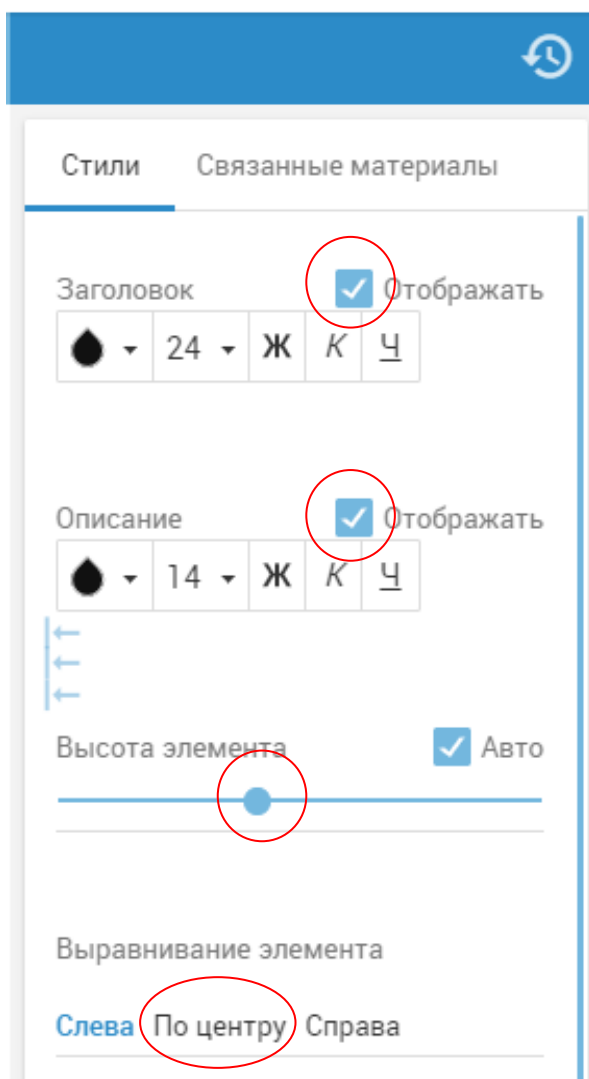 Стили Связанные материалы
Заголовок Отображать
24 Ж К Ч
Описание Отображать
14 Ж К Ч
Высота элемента Авто
Выравнивание элемента
Слева По центру Справа